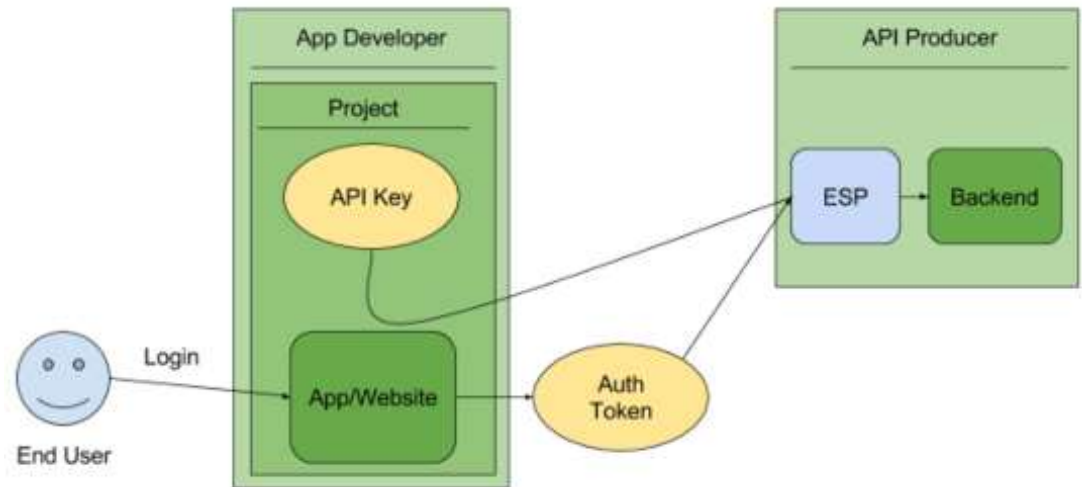 App Developer
API Producer
Project
API Key
ESP
Backend
Login
App/Website
Auth
Token
End User